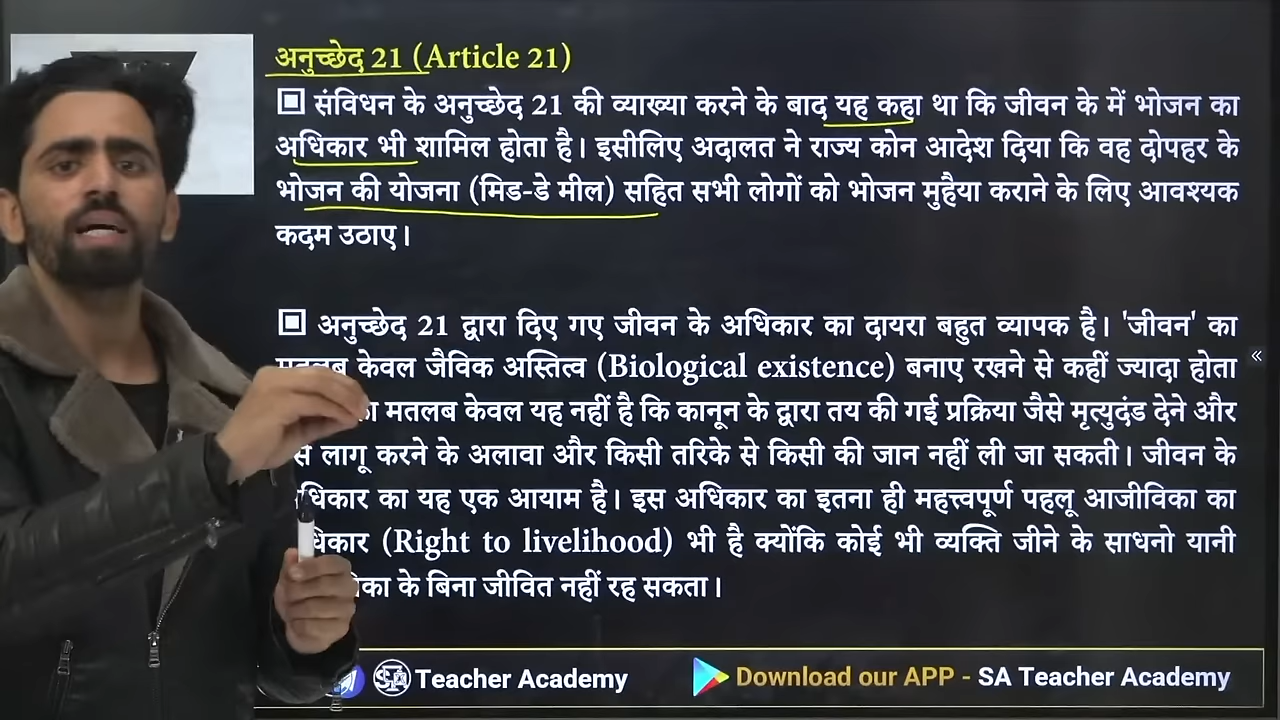 अनुच्छेद 21 (Article 21)
संविधन के अनुच्छेद 21 की व्याख्या करने के बाद यह कहा था कि जीवन के में भोजन का
अधिकार भी शामिल होता है। इसीलिए अदालत ने राज्य कोन आदेश दिया कि वह दोपहर के
भोजन की योजना (मिड-डे मील) सहित सभी लोगों को भोजन मुहैया कराने के लिए आवश्यक
कदम उठाए।
अनुच्छेद 21 द्वारा दिए गए जीवन के अधिकार का दायरा बहुत व्यापक है। 'जीवन' का
मतलब केवल जैविक अस्तित्व (Biological existence) बनाए रखने से कहीं ज्यादा होता
मतलब केवल यह नहीं है कि कानून के द्वारा तय की गई प्रक्रिया जैसे मृत्युदंड देने और
लागू करने के अलावा और किसी तरिके से किसी की जान नहीं ली जा सकती। जीवन के
का यह एक आयाम है। इस अधिकार का इतना ही महत्त्वपूर्ण पहलू आजीविका का
(Right to livelihood) भी है क्योंकि कोई भी व्यक्ति जीने के साधनो यानी
के बिना जीवित नहीं रह सकता।
«
Teacher Academy
Download our APP - SA Teacher Academy